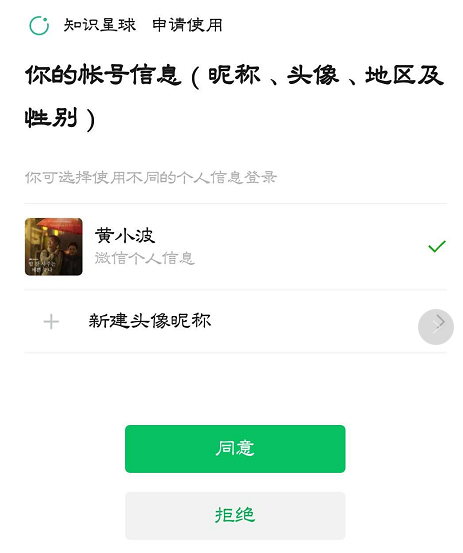 知识星球 申请使用
你的帐号信息（昵称、头像、地区及
性别）
你可选择使用不同的个人信息登录
黄小波
微信个人信息
新建头像昵称
同意
拒绝